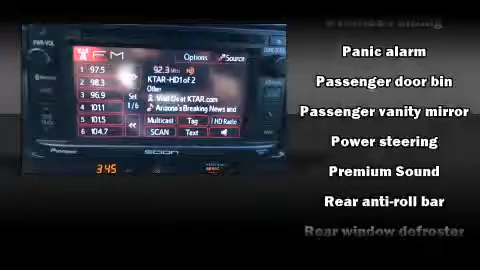 PWR·VOL
FM
Options
Source
1 97.5
2 98.3
3 96.9
4 101.1
5 101.5
6 104.7
Sel
1/6
92.3
KTAR-HD1 of 2
Other
Visit Us at KTAR.com
Arizona's Breaking News and
Multicast
Tag
HD Radio
SCAN
Text
Pioneer
SCION
3:45
Panic alarm
Passenger door bin
Passenger vanity mirror
Power steering
Premium Sound
Rear anti-roll bar
Rear window defroster